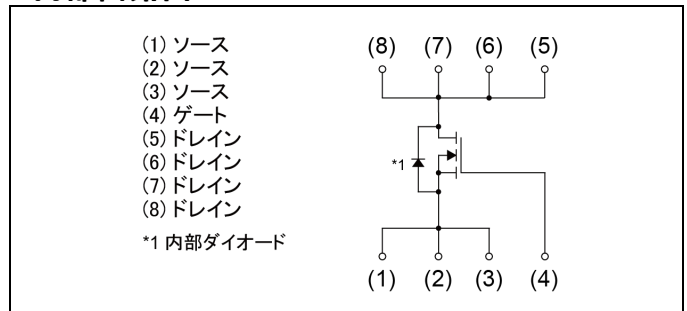 (1) ソース
(2) ソース
(3) ソース
(4) ゲート
(5) ドレイン
(6) ドレイン
(7) ドレイン
(8) ドレイン
*1 内部ダイオード
(8) (7) (6) (5)
*1
(1) (2) (3) (4)